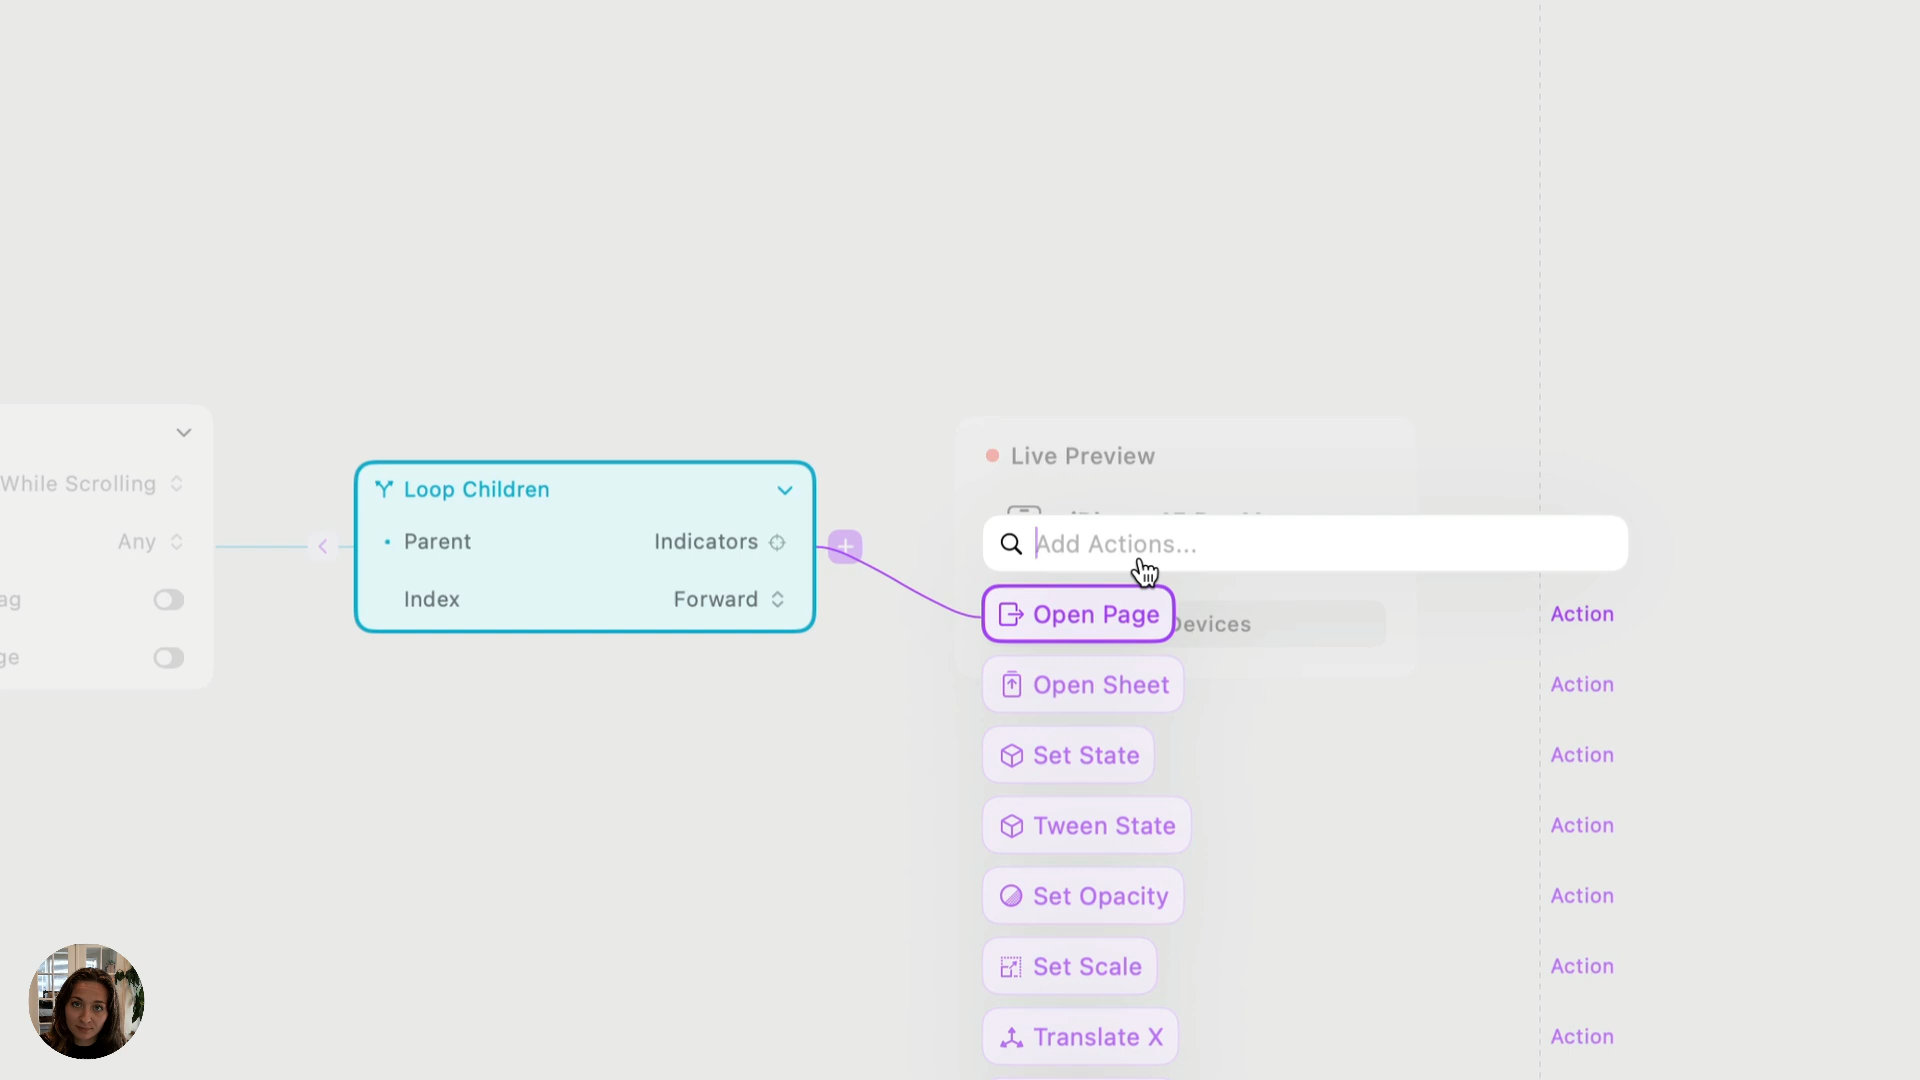 While Scrolling
Any
ag
ge
Loop Children
Parent
Indicators
Index
Forward
Live Preview
Add Actions...
Open Page
Action
Devices
Open Sheet
Action
Set State
Action
Tween State
Action
Set Opacity
Action
Set Scale
Action
Translate X
Action